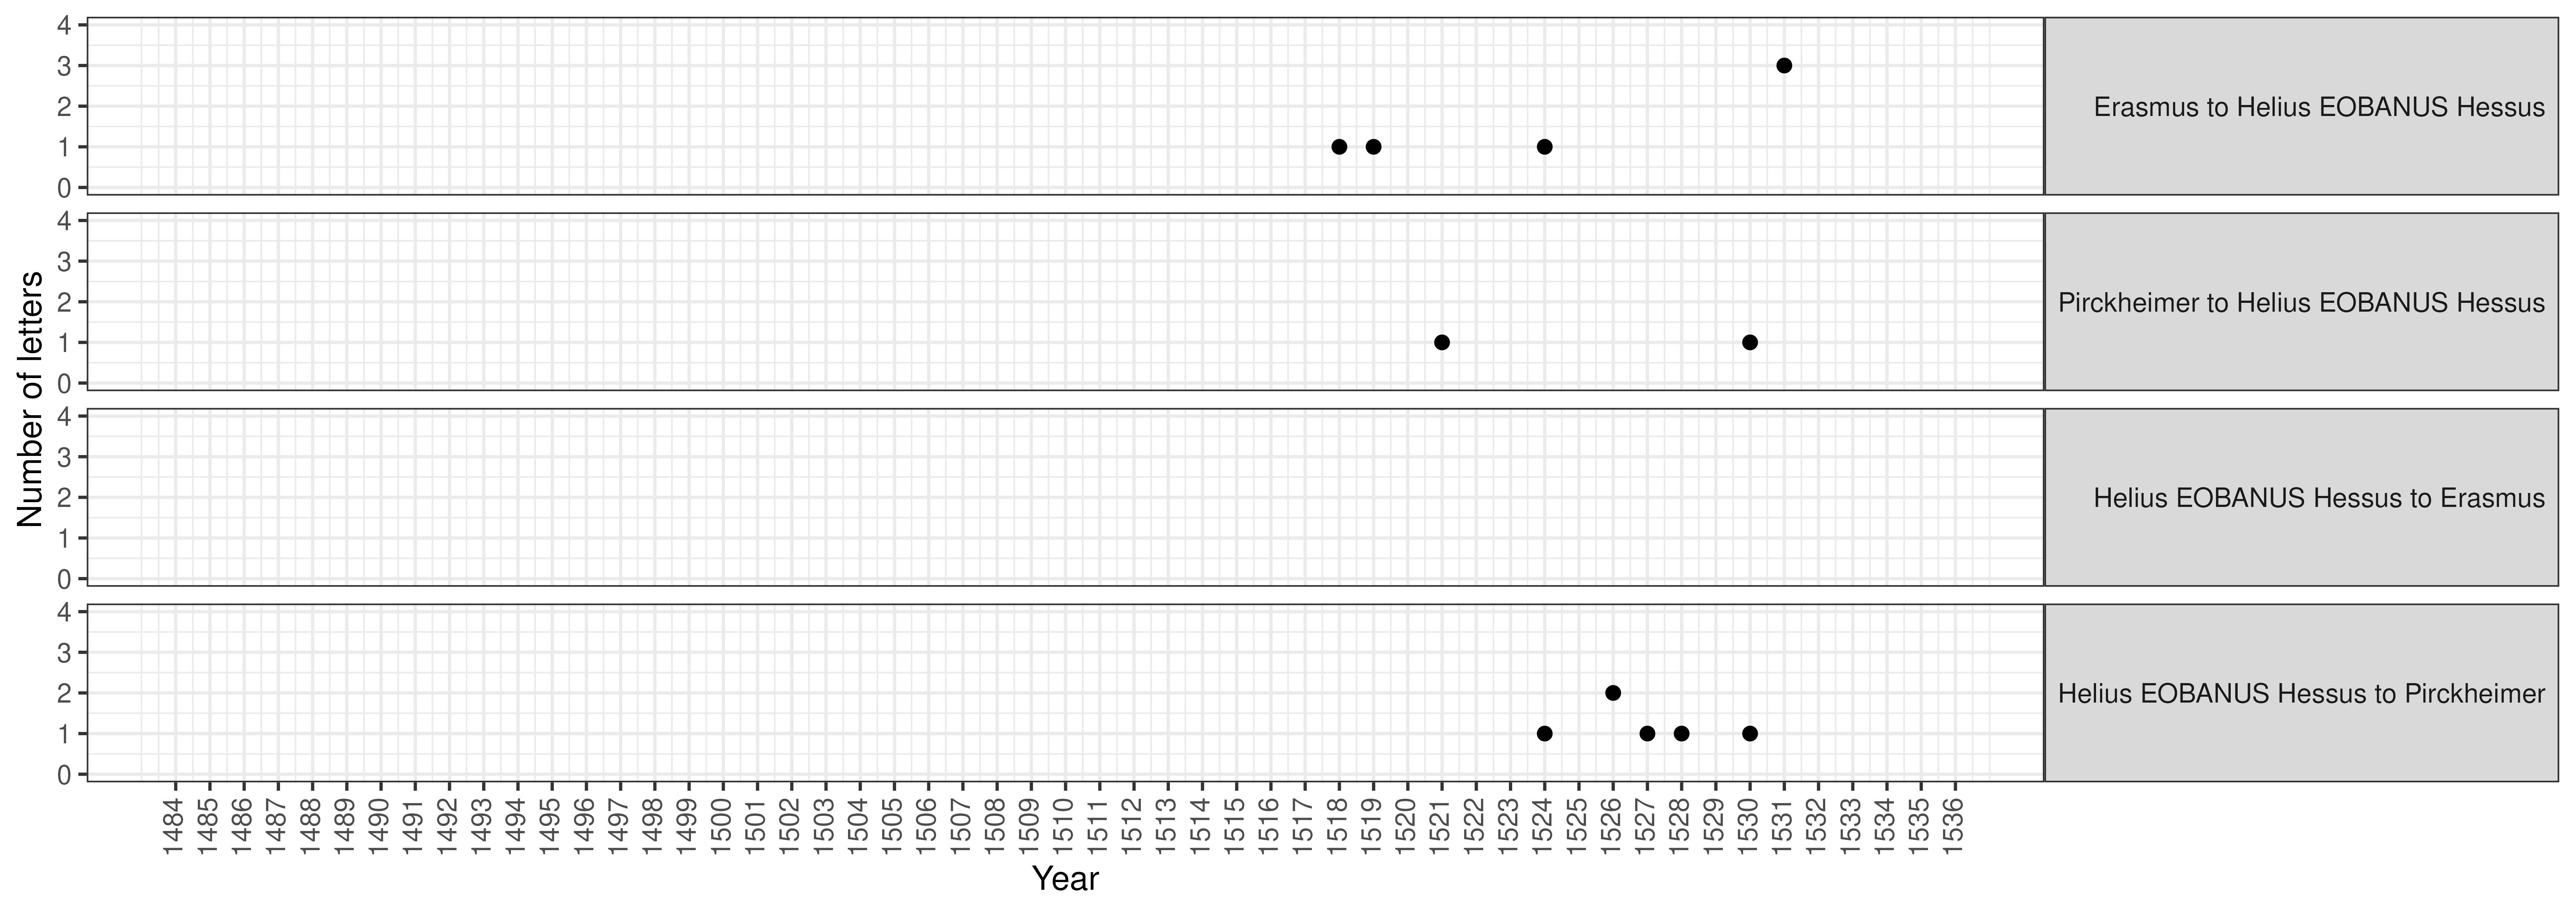 Number of letters
4
3
2
1
0
Erasmus to Helius EOBANUS Hessus
4
3
2
1
0
Pirckheimer to Helius EOBANUS Hessus
4
3
2
1
0
Helius EOBANUS Hessus to Erasmus
4
3
2
1
0
Helius EOBANUS Hessus to Pirckheimer
1484 1485 1486 1487 1488 1489 1490 1491 1492 1493 1494 1495 1496 1497 1498 1499 1500 1501 1502 1503 1504 1505 1506 1507 1508 1509 1510 1511 1512 1513 1514 1515 1516 1517 1518 1519 1520 1521 1522 1523 1524 1525 1526 1527 1528 1529 1530 1531 1532 1533 1534 1535 1536
Year